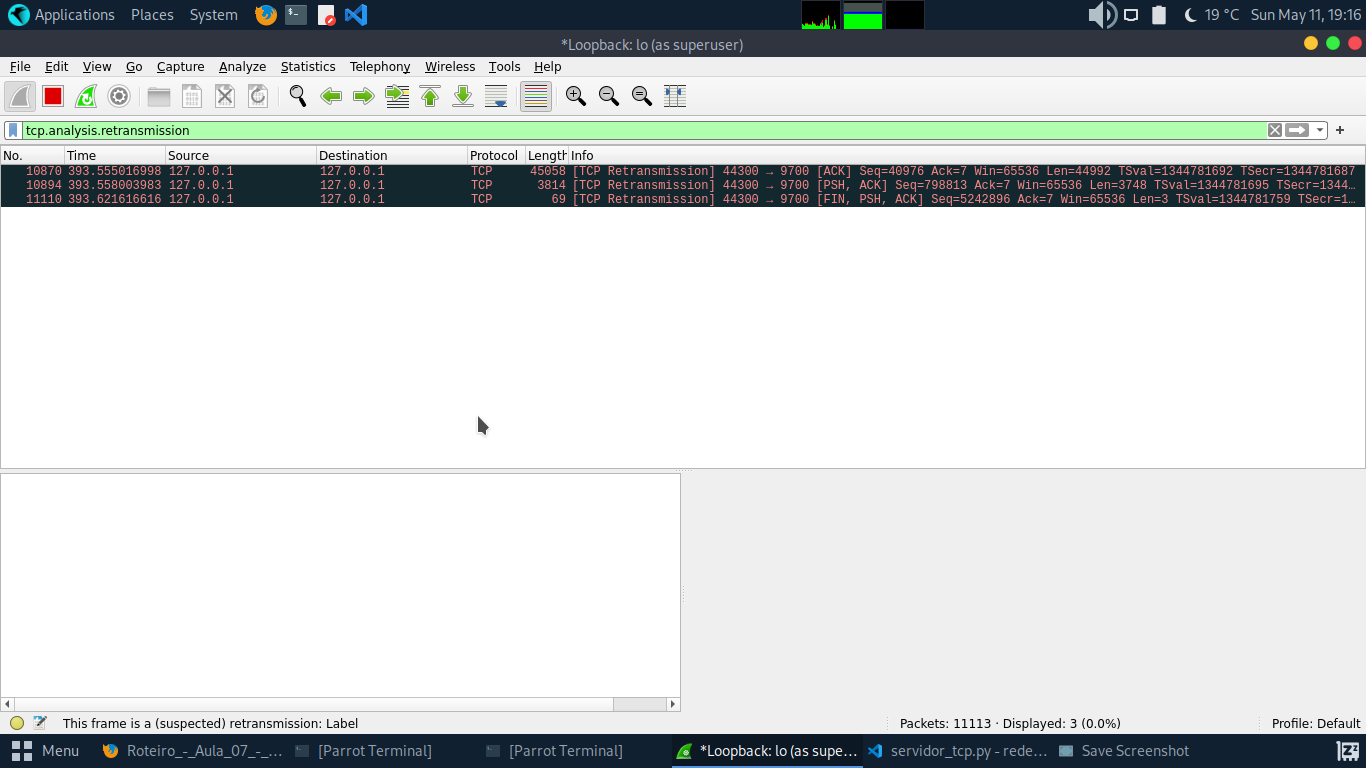 Applications Places System 19 °C Sun May 11, 19:16
*Loopback: lo (as superuser)
File Edit View Go Capture Analyze Statistics Telephony Wireless Tools Help
tcp.analysis.retransmission
No. Time Source Destination Protocol Length Info
10870 393.555016998 127.0.0.1 127.0.0.1 TCP 45058 [TCP Retransmission] 44300 → 9700 [ACK] Seq=40976 Ack=7 Win=65536 Len=44992 TSval=1344781692 TSecr=1344781687
10894 393.558003983 127.0.0.1 127.0.0.1 TCP 3814 [TCP Retransmission] 44300 → 9700 [PSH, ACK] Seq=798813 Ack=7 Win=65536 Len=3748 TSval=1344781695 TSecr=1344…
11110 393.621616616 127.0.0.1 127.0.0.1 TCP 69 [TCP Retransmission] 44300 → 9700 [FIN, PSH, ACK] Seq=5242896 Ack=7 Win=65536 Len=3 TSval=1344781759 TSecr=1…
This frame is a (suspected) retransmission: Label Packets: 11113 · Displayed: 3 (0.0%) Profile: Default
Menu Roteiro_-_Aula_07_-_… [Parrot Terminal] [Parrot Terminal] *Loopback: lo (as supe… servidor_tcp.py - rede… Save Screenshot